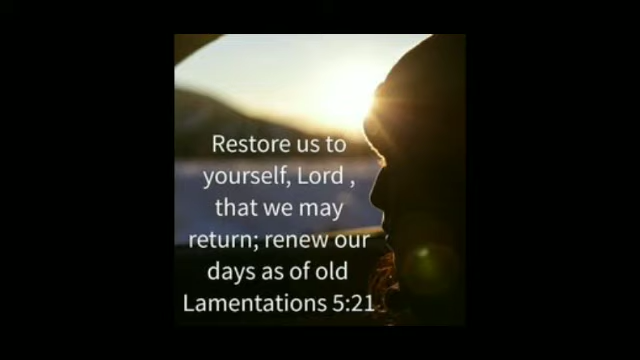 Restore us to
yourself, Lord ,
that we may
return; renew our
days as of old
Lamentations 5:21